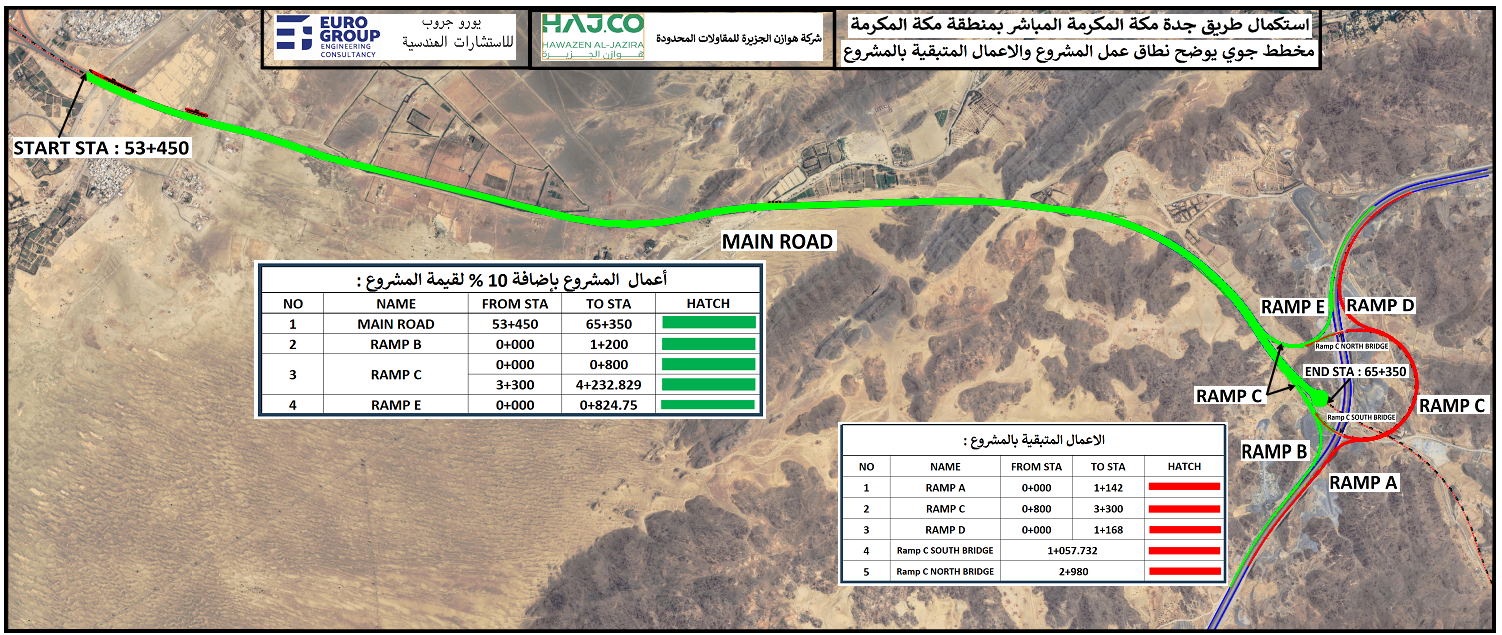 EURO
GROUP
ENGINEERING
CONSULTANCY
يورو جروب
للاستشارات الهندسية
HAJ.CO
HAWAZEN AL-JAZIRA
هوازن الجزيرة
شركة هوازن الجزيرة للمقاولات المحدودة
استكمال طريق جدة مكة المكرمة المباشر بمنطقة مكة المكرمة
مخطط جوي يوضح نطاق عمل المشروع والاعمال المتبقية بالمشروع
START STA : 53+450
MAIN ROAD
أعمال المشروع بإضافة 10 % لقيمة المشروع :
NO NAME FROM STA TO STA HATCH
1 MAIN ROAD 53+450 65+350
2 RAMP B 0+000 1+200
3 RAMP C 0+000 0+800
3+300 4+232.829
4 RAMP E 0+000 0+824.75
RAMP E
RAMP D
Ramp C NORTH BRIDGE
END STA : 65+350
RAMP C
RAMP C
Ramp C SOUTH BRIDGE
RAMP B
RAMP A
الاعمال المتبقية بالمشروع :
NO NAME FROM STA TO STA HATCH
1 RAMP A 0+000 1+142
2 RAMP C 0+800 3+300
3 RAMP D 0+000 1+168
4 Ramp C SOUTH BRIDGE 1+057.732
5 Ramp C NORTH BRIDGE 2+980